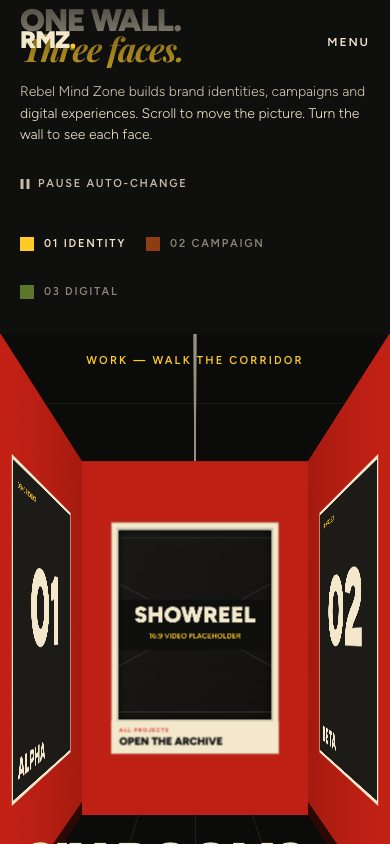 ONE WALL.
RMZ.
Three faces.
MENU
Rebel Mind Zone builds brand identities, campaigns and
digital experiences. Scroll to move the picture. Turn the
wall to see each face.
PAUSE AUTO-CHANGE
01 IDENTITY
02 CAMPAIGN
03 DIGITAL
WORK — WALK THE CORRIDOR
01
ALPHA
SHOWREEL
16:9 VIDEO PLACEHOLDER
ALL PROJECTS
OPEN THE ARCHIVE
02
BETA